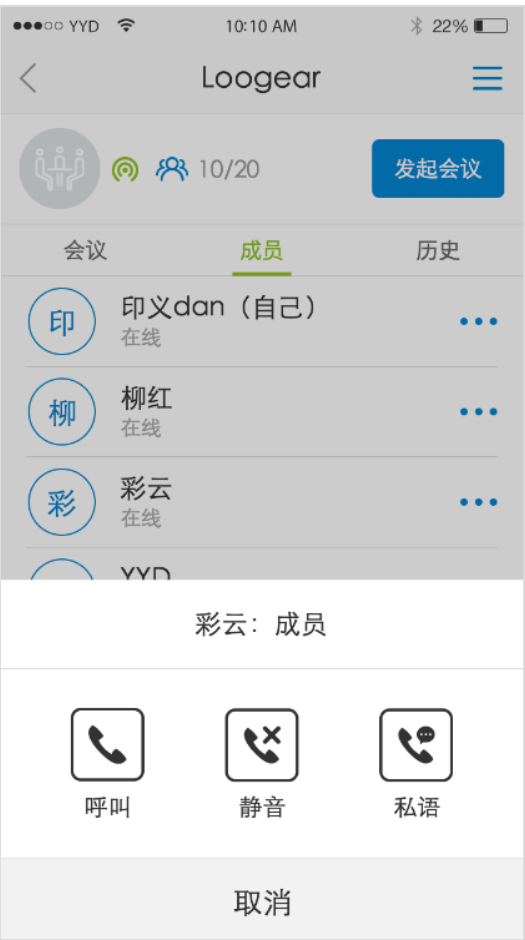 YYD 10:10 AM 22%
Loogear
10/20 发起会议
会议 成员 历史
印 印义dan（自己）
在线
柳 柳红
在线
彩 彩云
在线
YYD
彩云：成员
呼叫 静音 私语
取消